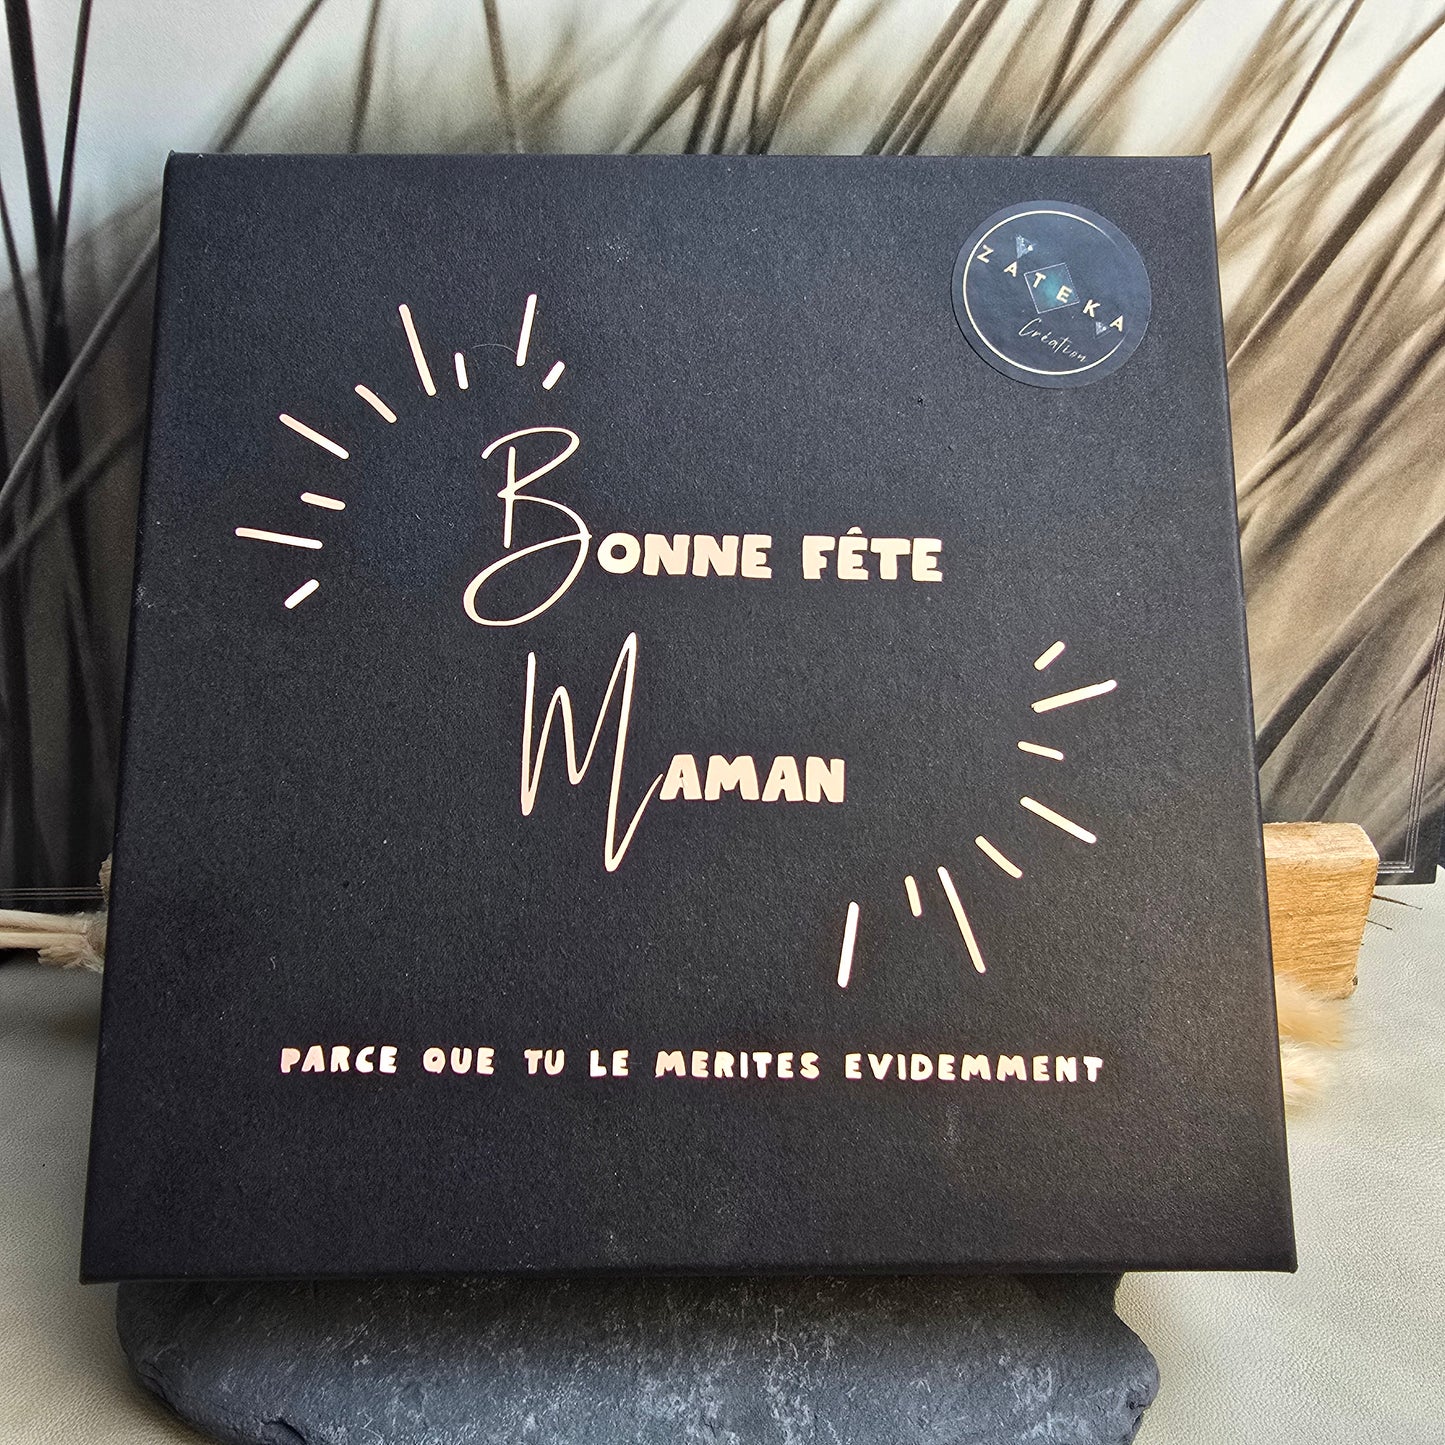 ZATEKA
Création
BONNE FÊTE
MAMAN
PARCE QUE TU LE MERITES EVIDEMMENT